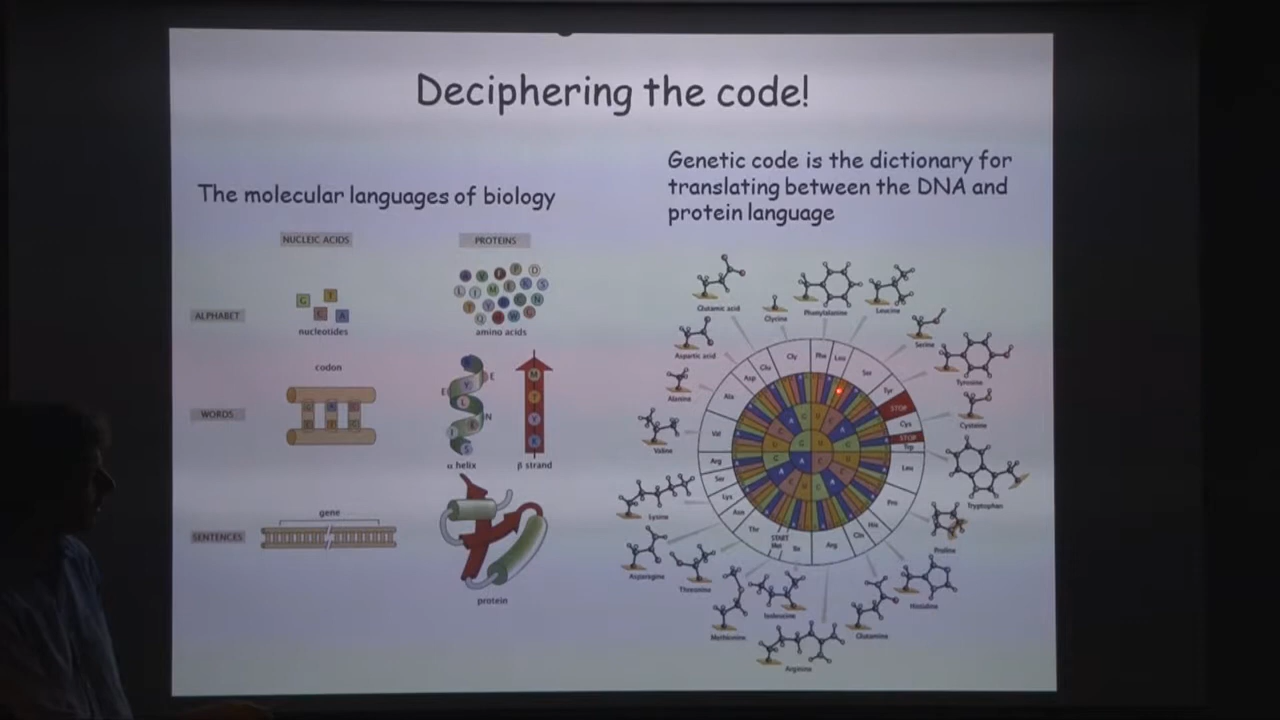 Deciphering the code!
The molecular languages of biology
Genetic code is the dictionary for
translating between the DNA and
protein language
NUCLEIC ACIDS
PROTEINS
ALPHABET
G T
C A
nucleotides
amino acids
codon
WORDS
α helix
β strand
gene
SENTENCES
protein
Glutamic acid
Glycine
Phenylalanine
Leucine
Serine
Tyrosine
Cysteine
Tryptophan
Proline
Histidine
Glutamine
Arginine
Isoleucine
Methionine
Threonine
Asparagine
Lysine
Valine
Alanine
Aspartic acid
Gly
Phe
Leu
Ser
Tyr
STOP
Cys
STOP
Trp
Leu
Pro
His
Gln
Arg
Ile
START
Met
Thr
Asn
Lys
Ser
Arg
Val
Ala
Asp
Glu